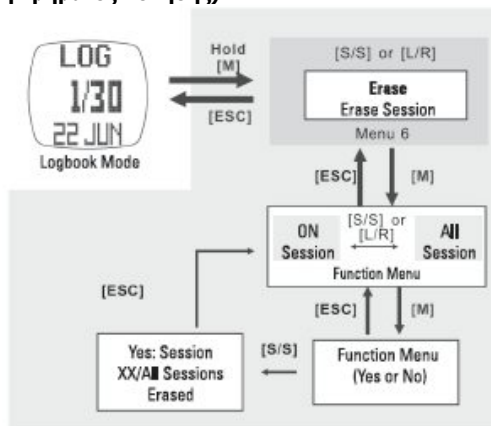 LOG
1/30
22 JUN
Logbook Mode
Hold
[M]
[ESC]
[S/S] or [L/R]
Erase
Erase Session
Menu 6
[ESC]
[M]
ON
Session
[S/S] or
[L/R]
All
Session
Function Menu
[ESC]
[ESC]
[M]
Yes: Session
XX/All Sessions
Erased
[S/S]
Function Menu
(Yes or No)